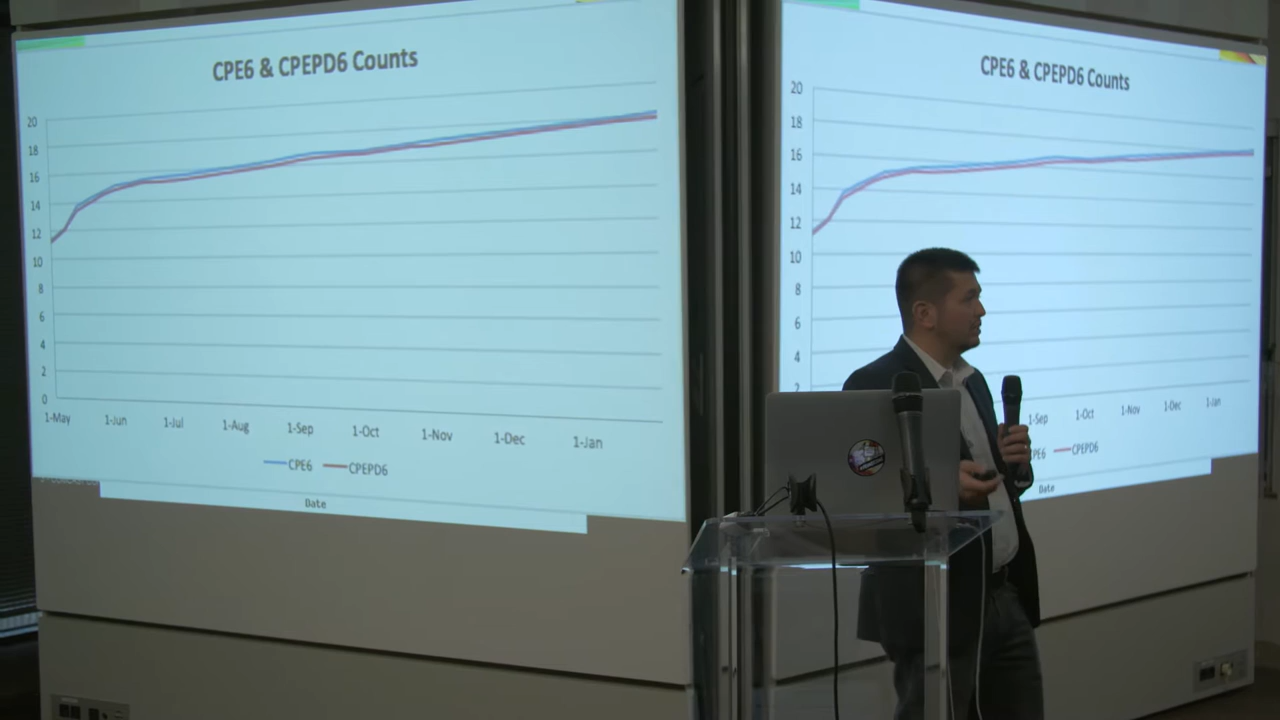 CPE6 & CPEPD6 Counts
20
18
16
14
12
10
8
6
4
2
0
1-May 1-Jun 1-Jul 1-Aug 1-Sep 1-Oct 1-Nov 1-Dec 1-Jan
CPE6 CPEPD6
Date
CPE6 & CPEPD6 Counts
20
18
16
14
12
10
8
6
4
2
1-Sep 1-Oct 1-Nov 1-Dec 1-Jan
PE6 CPEPD6
Date